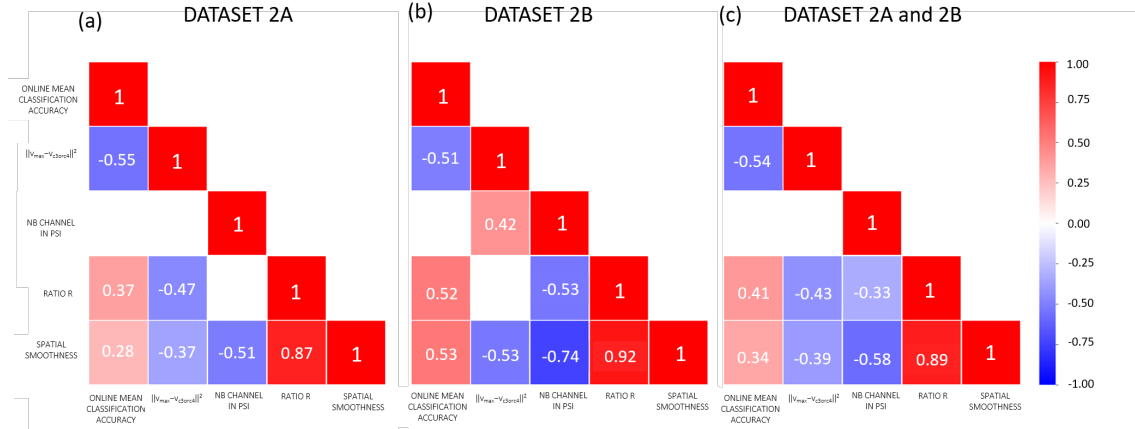 (a) DATASET 2A
(b) DATASET 2B
(c) DATASET 2A and 2B
ONLINE MEAN
CLASSIFICATION
ACCURACY
||vmax−vc3orc4||²
NB CHANNEL
IN PSI
RATIO R
SPATIAL
SMOOTHNESS
1
-0.55 1
1
0.37 -0.47 1
0.28 -0.37 -0.51 0.87 1
ONLINE MEAN
CLASSIFICATION
ACCURACY
||vmax−vc3orc4||²
NB CHANNEL
IN PSI
RATIO R
SPATIAL
SMOOTHNESS
1
-0.51 1
0.42 1
0.52 -0.53 1
0.53 -0.53 -0.74 0.92 1
ONLINE MEAN
CLASSIFICATION
ACCURACY
||vmax−vc3orc4||²
NB CHANNEL
IN PSI
RATIO R
SPATIAL
SMOOTHNESS
1
-0.54 1
1
0.41 -0.43 -0.33 1
0.34 -0.39 -0.58 0.89 1
ONLINE MEAN
CLASSIFICATION
ACCURACY
||vmax−vc3orc4||²
NB CHANNEL
IN PSI
RATIO R
SPATIAL
SMOOTHNESS
1.00
0.75
0.50
0.25
0.00
-0.25
-0.50
-0.75
-1.00